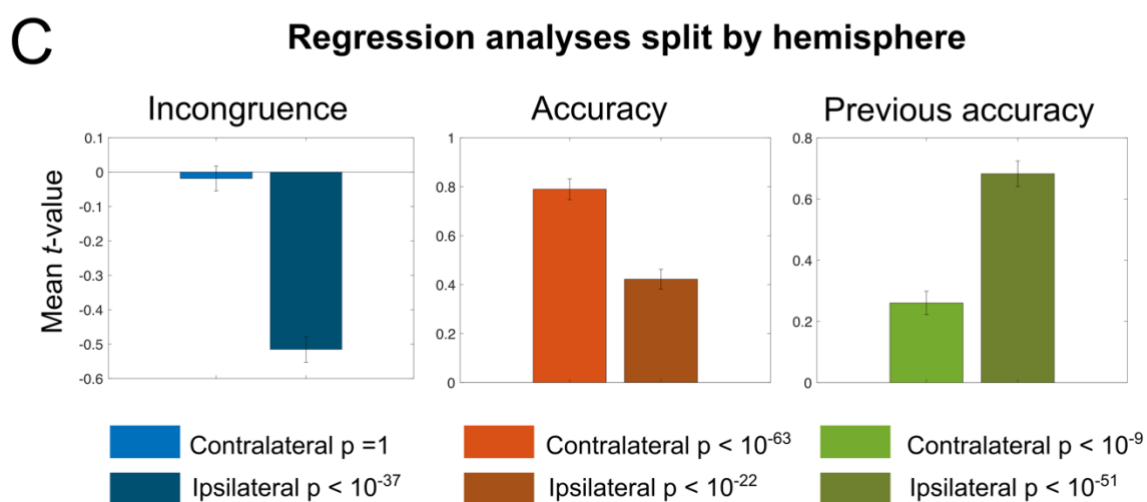 C
Regression analyses split by hemisphere
Incongruence
Accuracy
Previous accuracy
Mean t-value
0.1
0
-0.1
-0.2
-0.3
-0.4
-0.5
-0.6
1
0.8
0.6
0.4
0.2
0
0.8
0.6
0.4
0.2
0
Contralateral p =1
Ipsilateral p < 10⁻³⁷
Contralateral p < 10⁻⁶³
Ipsilateral p < 10⁻²²
Contralateral p < 10⁻⁹
Ipsilateral p < 10⁻⁵¹